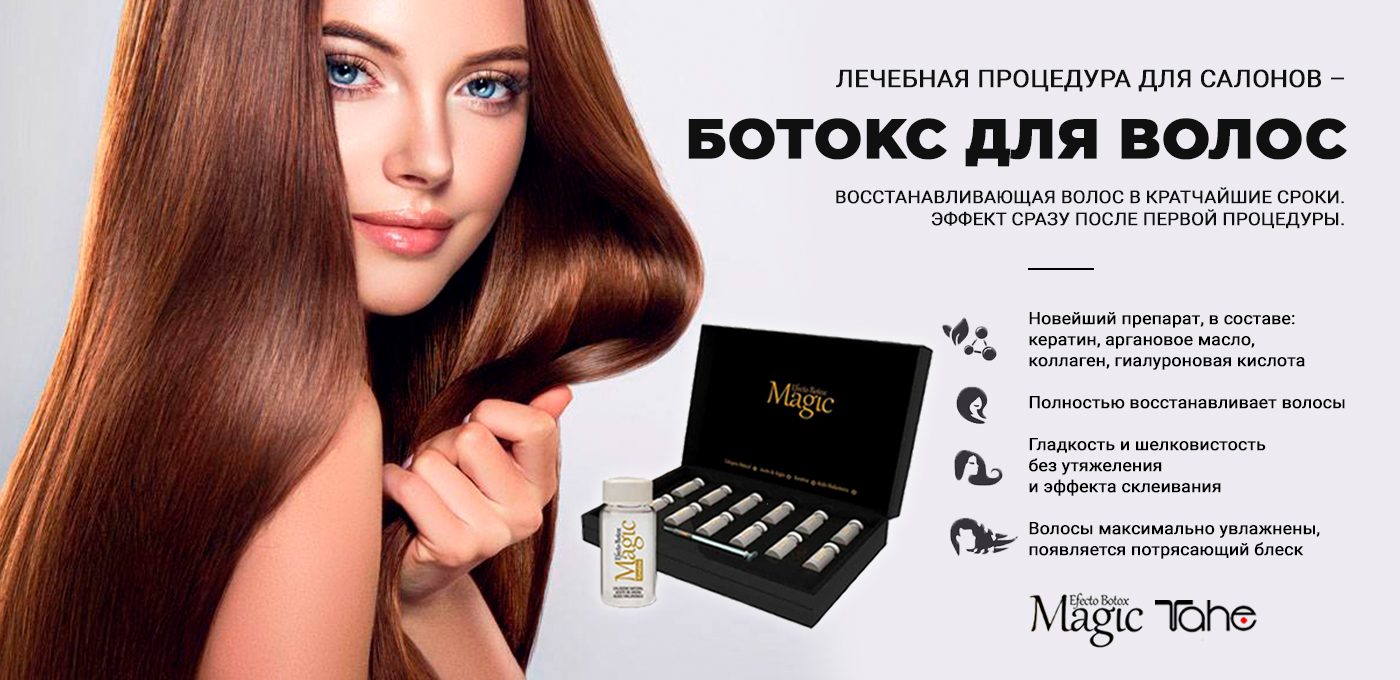 ЛЕЧЕБНАЯ ПРОЦЕДУРА ДЛЯ САЛОНОВ –
БОТОКС ДЛЯ ВОЛОС
ВОССТАНАВЛИВАЮЩАЯ ВОЛОС В КРАТЧАЙШИЕ СРОКИ.
ЭФФЕКТ СРАЗУ ПОСЛЕ ПЕРВОЙ ПРОЦЕДУРЫ.
Новейший препарат, в составе:
кератин, аргановое масло,
коллаген, гиалуроновая кислота
Полностью восстанавливает волосы
Гладкость и шелковистость
без утяжеления
и эффекта склеивания
Волосы максимально увлажнены,
появляется потрясающий блеск
Efecto Botox
Magic
Efecto Botox
Magic
Efecto Botox
Magic
Tahe